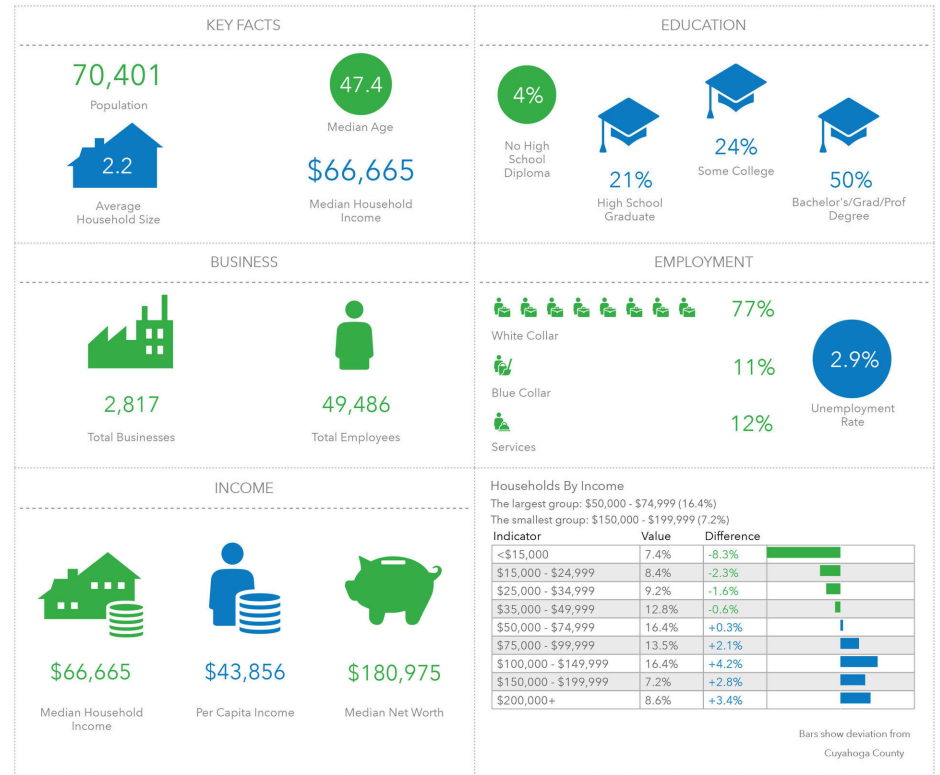 KEY FACTS
70,401
Population
47.4
Median Age
2.2
Average
Household Size
$66,665
Median Household
Income
EDUCATION
4%
No High
School
Diploma
21%
High School
Graduate
24%
Some College
50%
Bachelor's/Grad/Prof
Degree
BUSINESS
2,817
Total Businesses
49,486
Total Employees
EMPLOYMENT
77%
White Collar
11%
Blue Collar
12%
Services
2.9%
Unemployment
Rate
INCOME
$66,665
Median Household
Income
$43,856
Per Capita Income
$180,975
Median Net Worth
Households By Income
The largest group: $50,000 - $74,999 (16.4%)
The smallest group: $150,000 - $199,999 (7.2%)
Indicator Value Difference
<$15,000 7.4% -8.3%
$15,000 - $24,999 8.4% -2.3%
$25,000 - $34,999 9.2% -1.6%
$35,000 - $49,999 12.8% -0.6%
$50,000 - $74,999 16.4% +0.3%
$75,000 - $99,999 13.5% +2.1%
$100,000 - $149,999 16.4% +4.2%
$150,000 - $199,999 7.2% +2.8%
$200,000+ 8.6% +3.4%
Bars show deviation from
Cuyahoga County